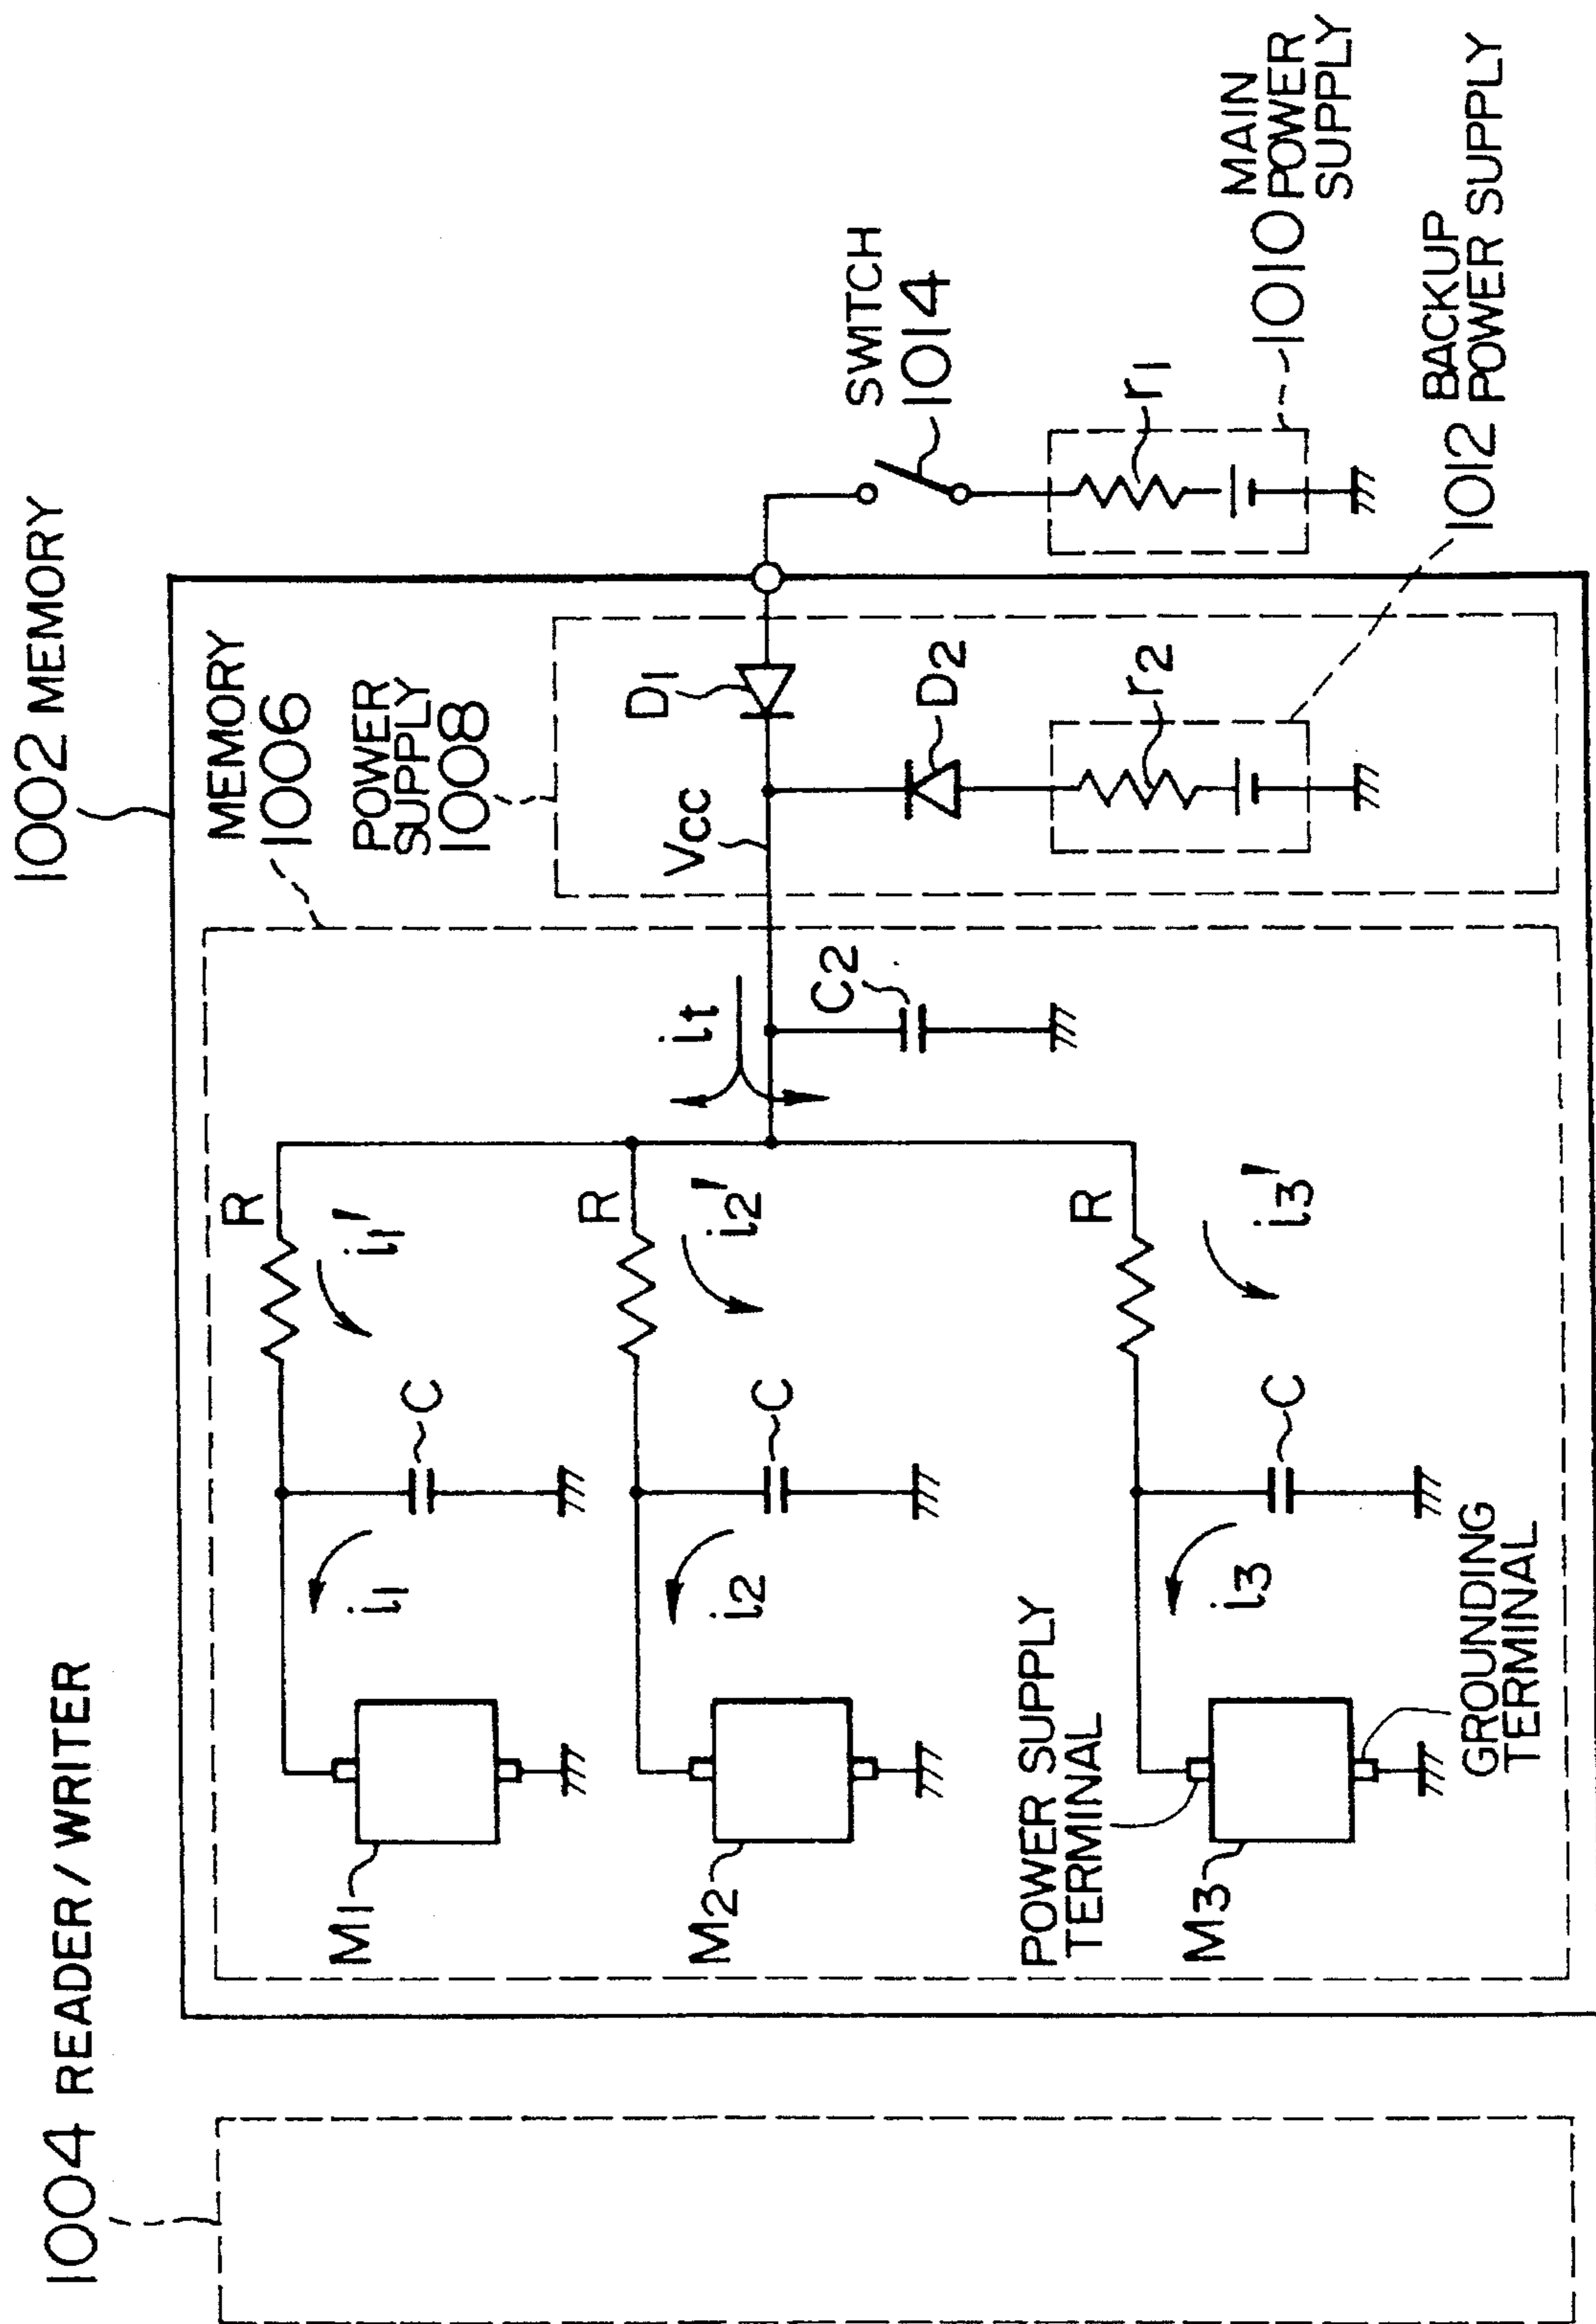 1004 READER/WRITER
1002 MEMORY
MEMORY
1006
POWER
SUPPLY
1008
M1
i1
C
R
i1'
M2
i2
C
R
i2'
it
Vcc
D1
C2
D2
r2
SWITCH
1014
r1
POWER SUPPLY
TERMINAL
M3
i3
C
R
i3'
GROUNDING
TERMINAL
MAIN
1010 POWER
SUPPLY
BACKUP
1012 POWER SUPPLY